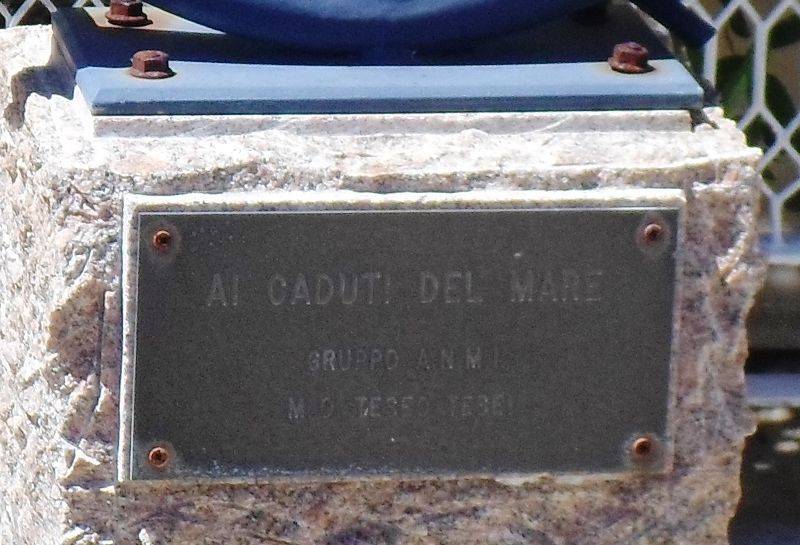 AI CADUTI DEL MARE
GRUPPO A.N.M.I.
M.O. TESEO TESEI